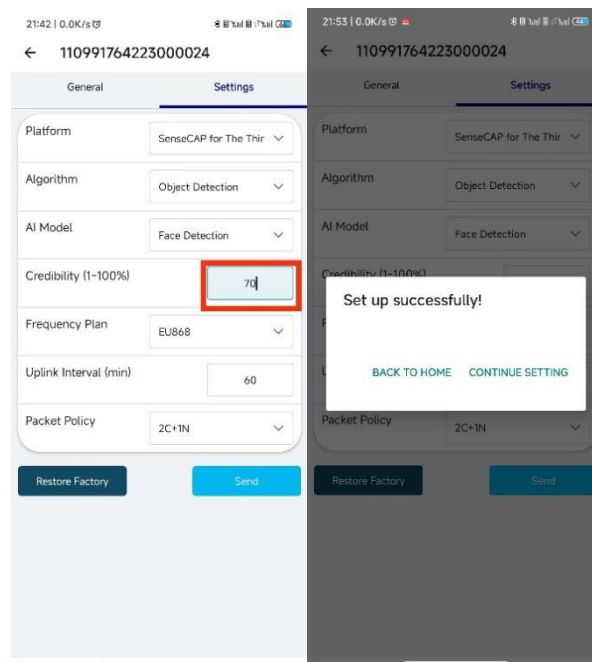 21:42 | 0.0K/s
110991764223000024
General Settings
Platform SenseCAP for The Thir
Algorithm Object Detection
AI Model Face Detection
Credibility (1~100%) 70
Frequency Plan EU868
Uplink Interval (min) 60
Packet Policy 2C+1N
Restore Factory Send
21:53 | 0.0K/s
110991764223000024
General Settings
Platform SenseCAP for The Thir
Algorithm Object Detection
AI Model Face Detection
Credibility (1~100%)
Set up successfully!
BACK TO HOME CONTINUE SETTING
Packet Policy 2C+1N
Restore Factory Send